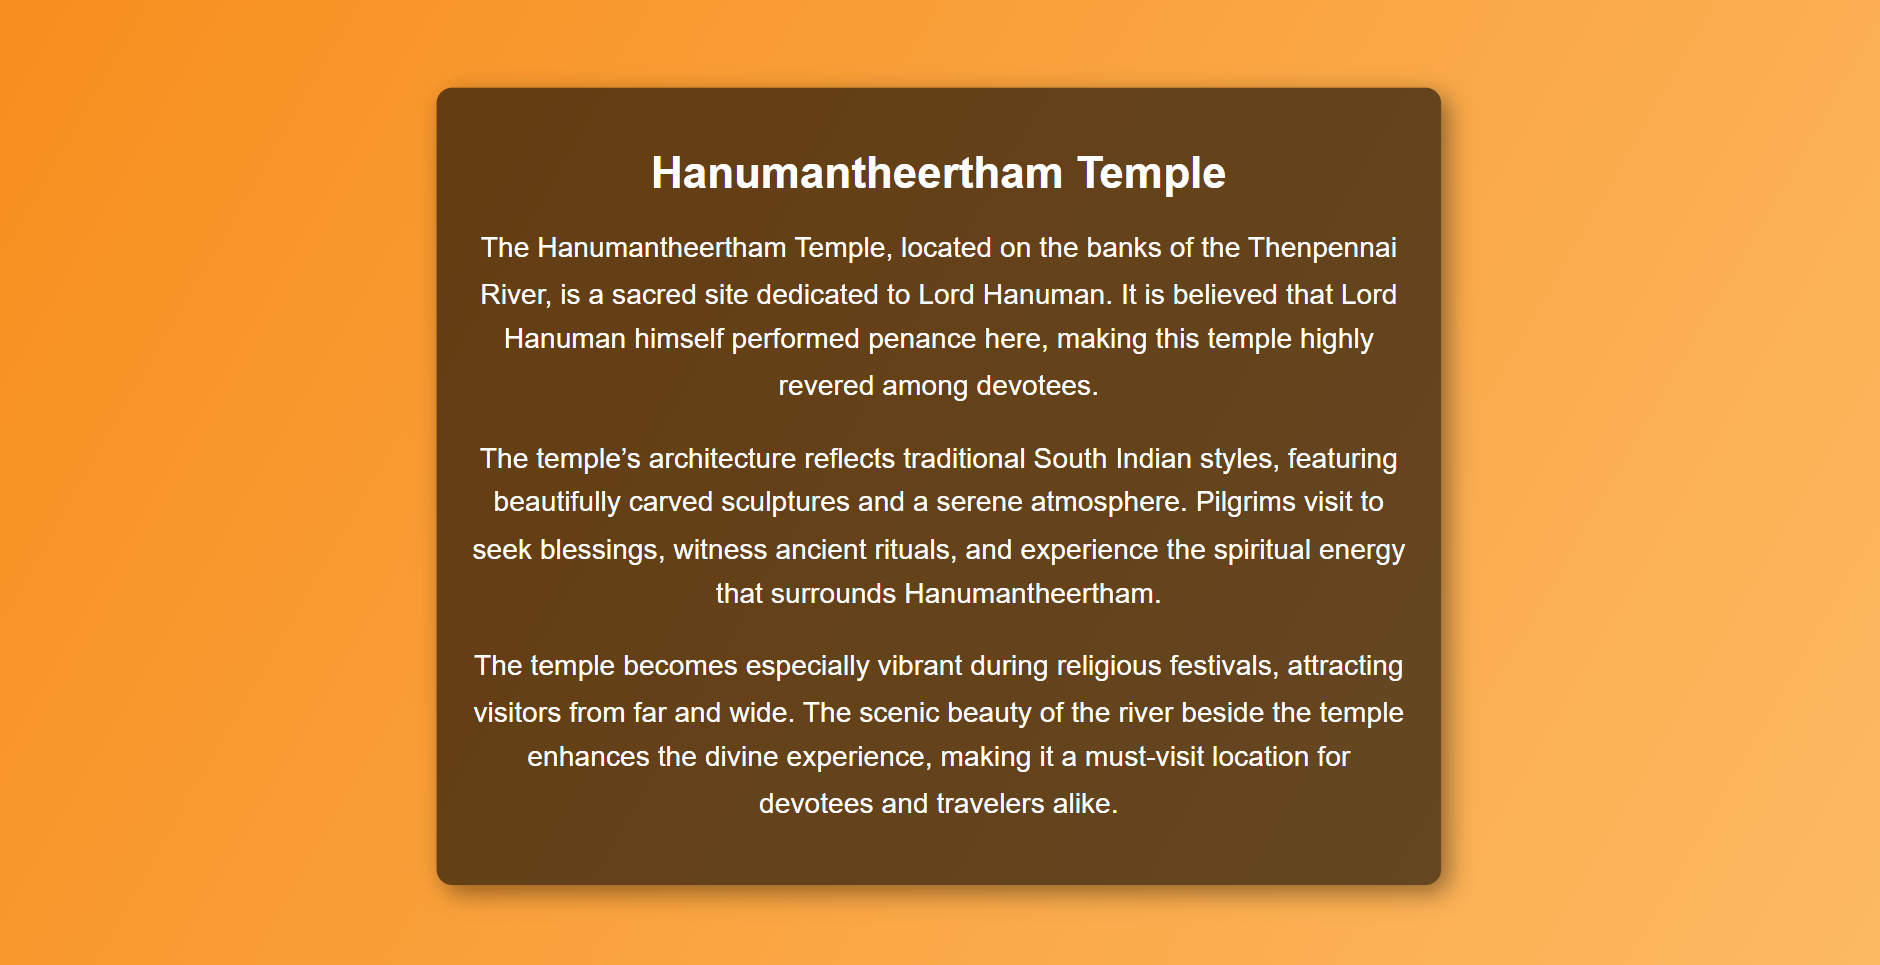 Hanumantheertham Temple
The Hanumantheertham Temple, located on the banks of the Thenpennai
River, is a sacred site dedicated to Lord Hanuman. It is believed that Lord
Hanuman himself performed penance here, making this temple highly
revered among devotees.
The temple’s architecture reflects traditional South Indian styles, featuring
beautifully carved sculptures and a serene atmosphere. Pilgrims visit to
seek blessings, witness ancient rituals, and experience the spiritual energy
that surrounds Hanumantheertham.
The temple becomes especially vibrant during religious festivals, attracting
visitors from far and wide. The scenic beauty of the river beside the temple
enhances the divine experience, making it a must-visit location for
devotees and travelers alike.